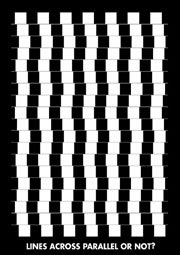 LINES ACROSS PARALLEL OR NOT?